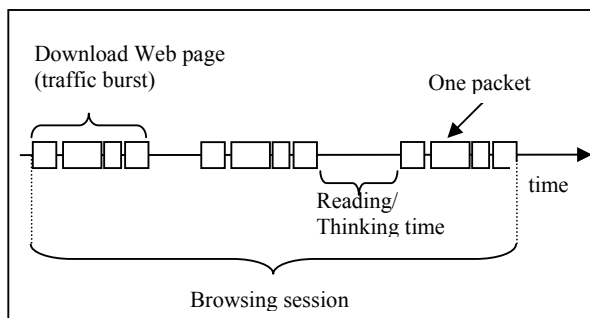 Download Web page
(traffic burst)
One packet
time
Reading/
Thinking time
Browsing session